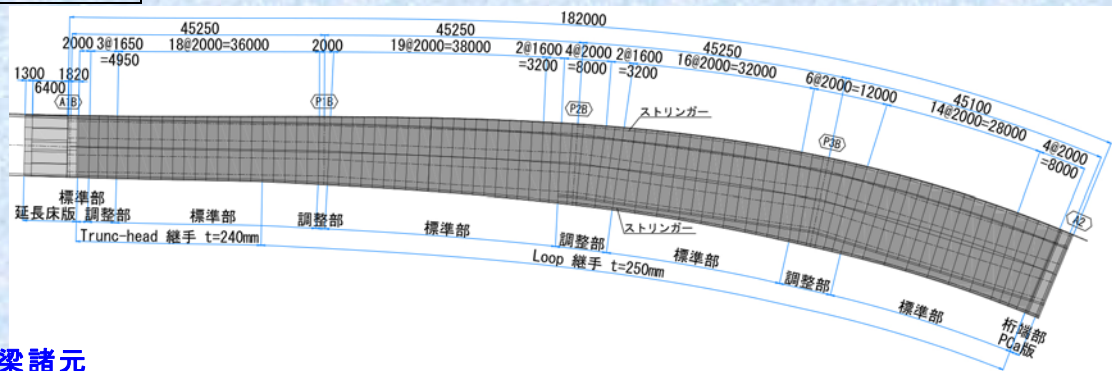 182000
45250
45250
45250
45100
2000
3@1650
=4950
18@2000=36000
2000
19@2000=38000
2@1600
=3200
4@2000
=8000
2@1600
=3200
16@2000=32000
6@2000=12000
14@2000=28000
4@2000
=8000
1300
1820
6400
A1B
P1B
P2B
P3B
A2
ストリンガー
ストリンガー
標準部
延長床版
調整部
標準部
調整部
標準部
調整部
標準部
調整部
標準部
桁端部
PCa版
Trunc-head 継手 t=240mm
Loop 継手 t=250mm
梁諸元